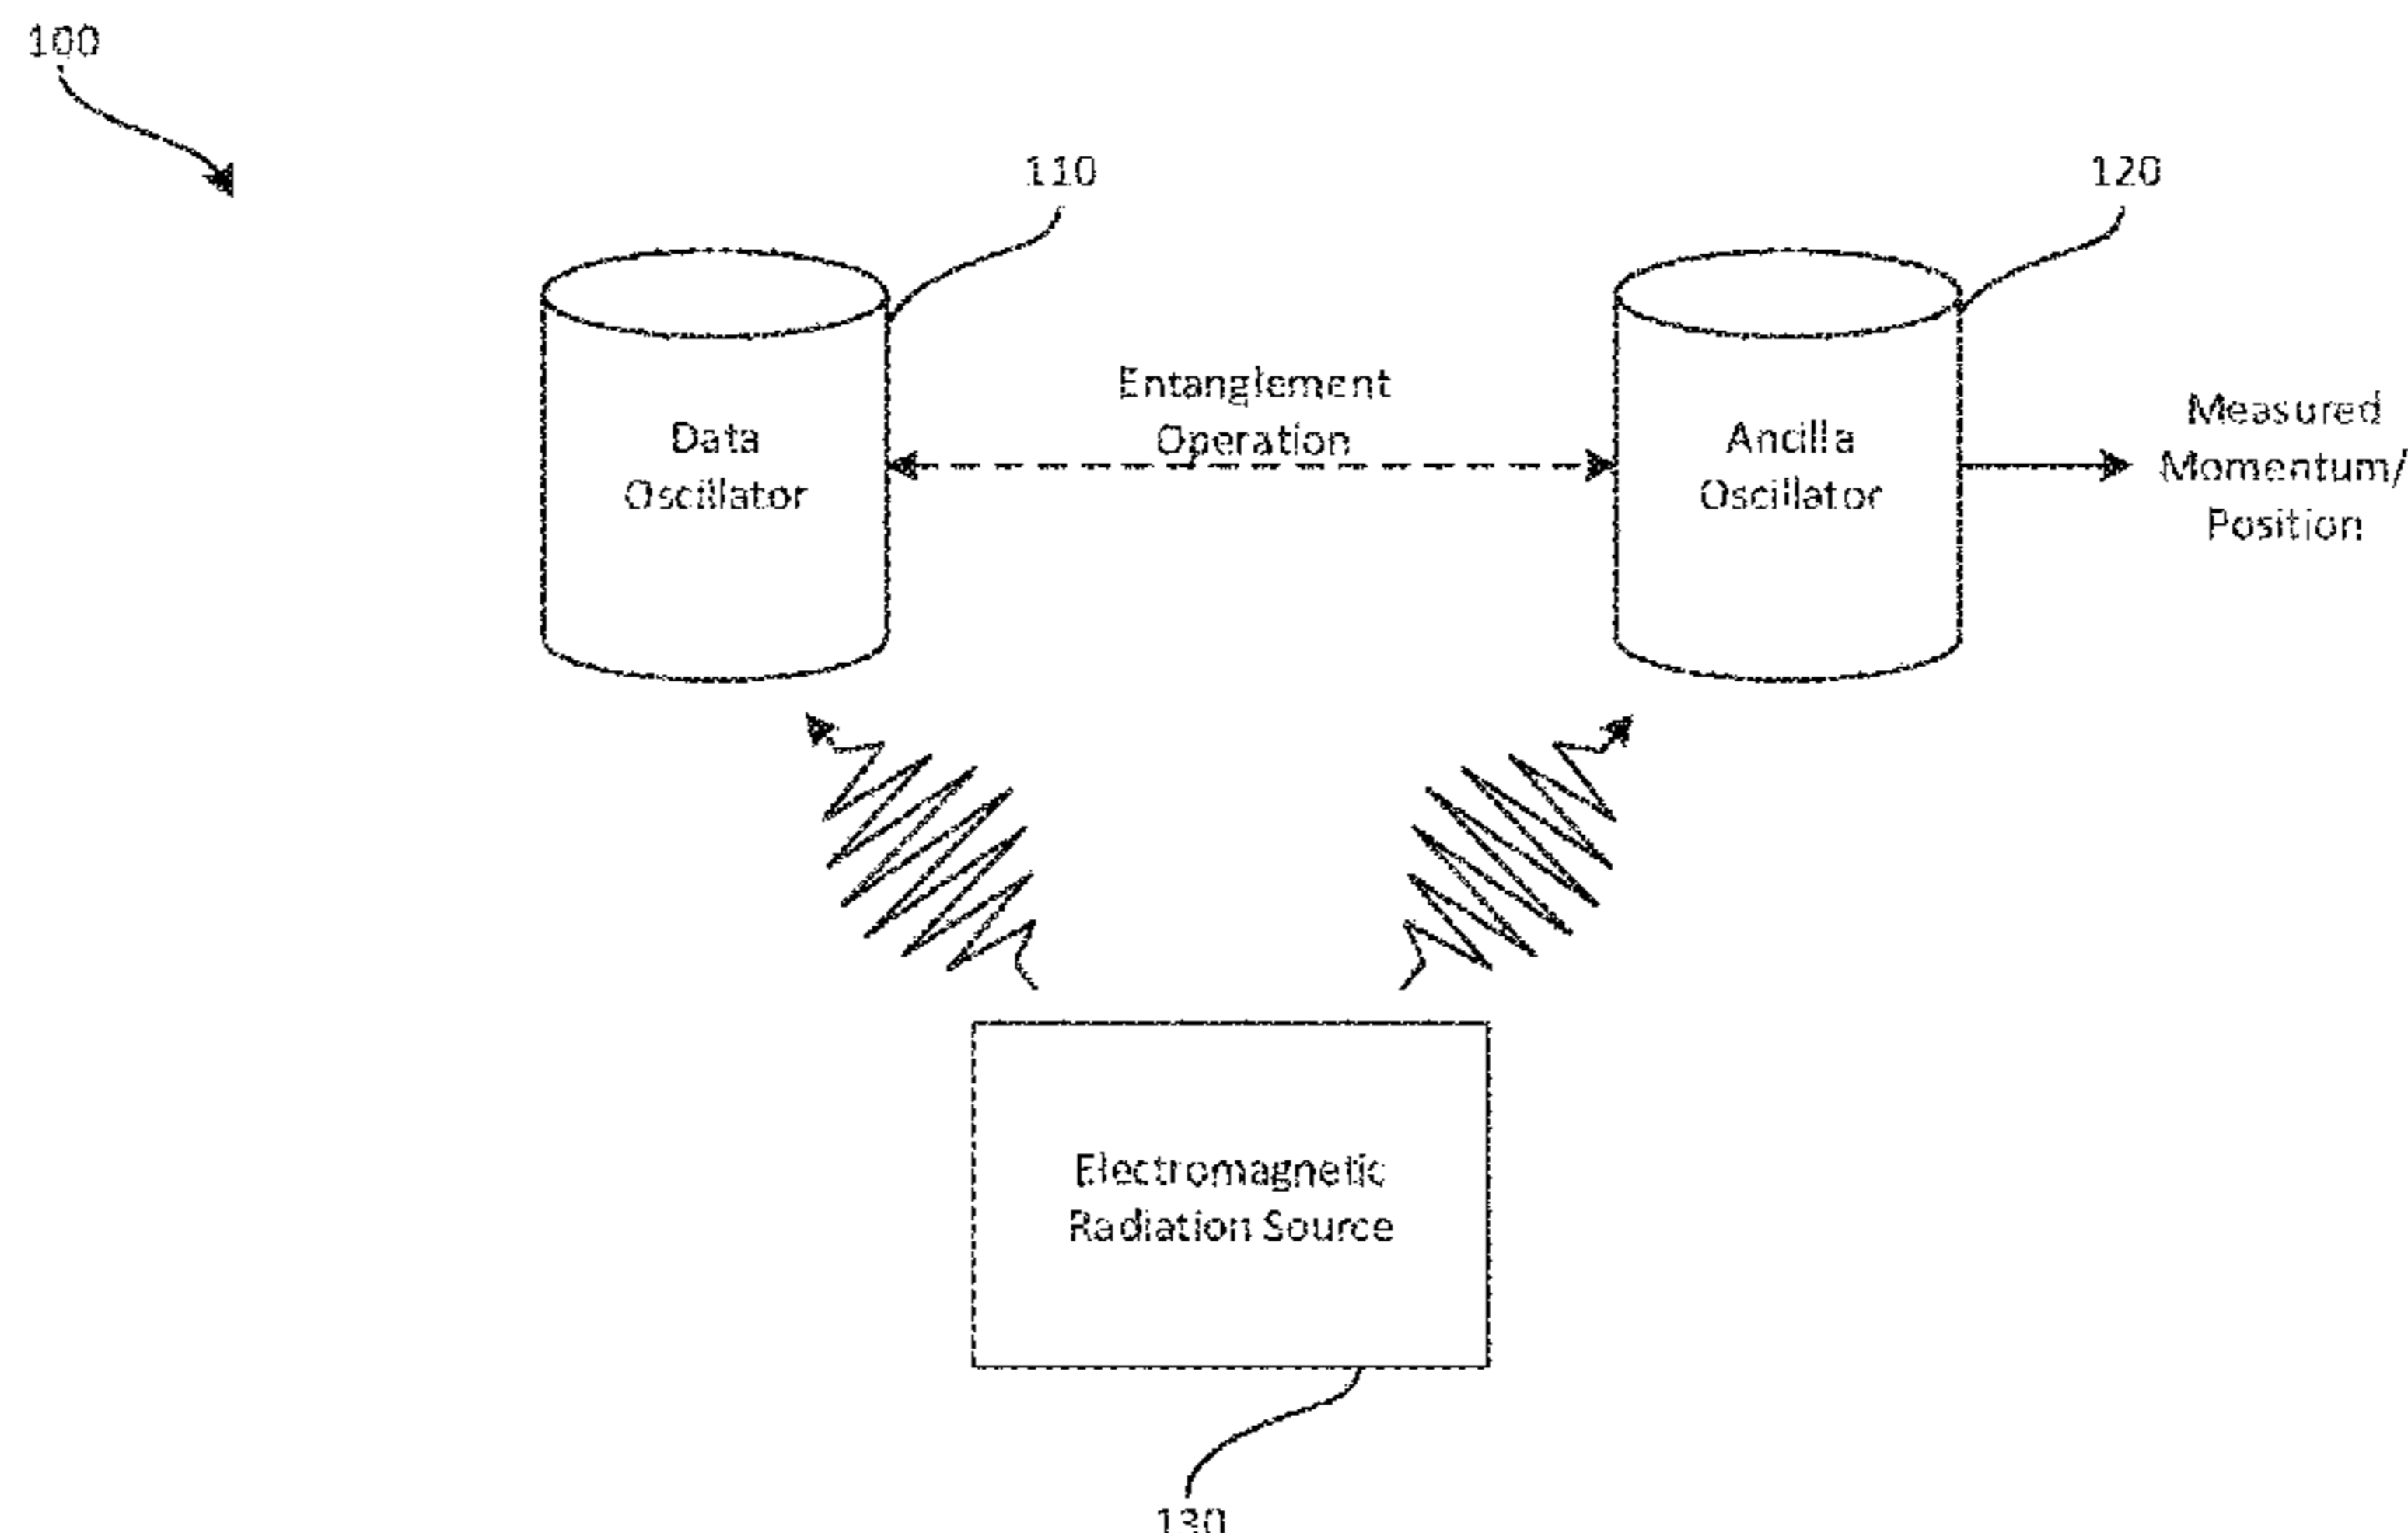 100
110
120
Entanglement
Operation
Data
Oscillator
Ancilla
Oscillator
Measured
Momentum/
Position
Electromagnetic
Radiation Source
130